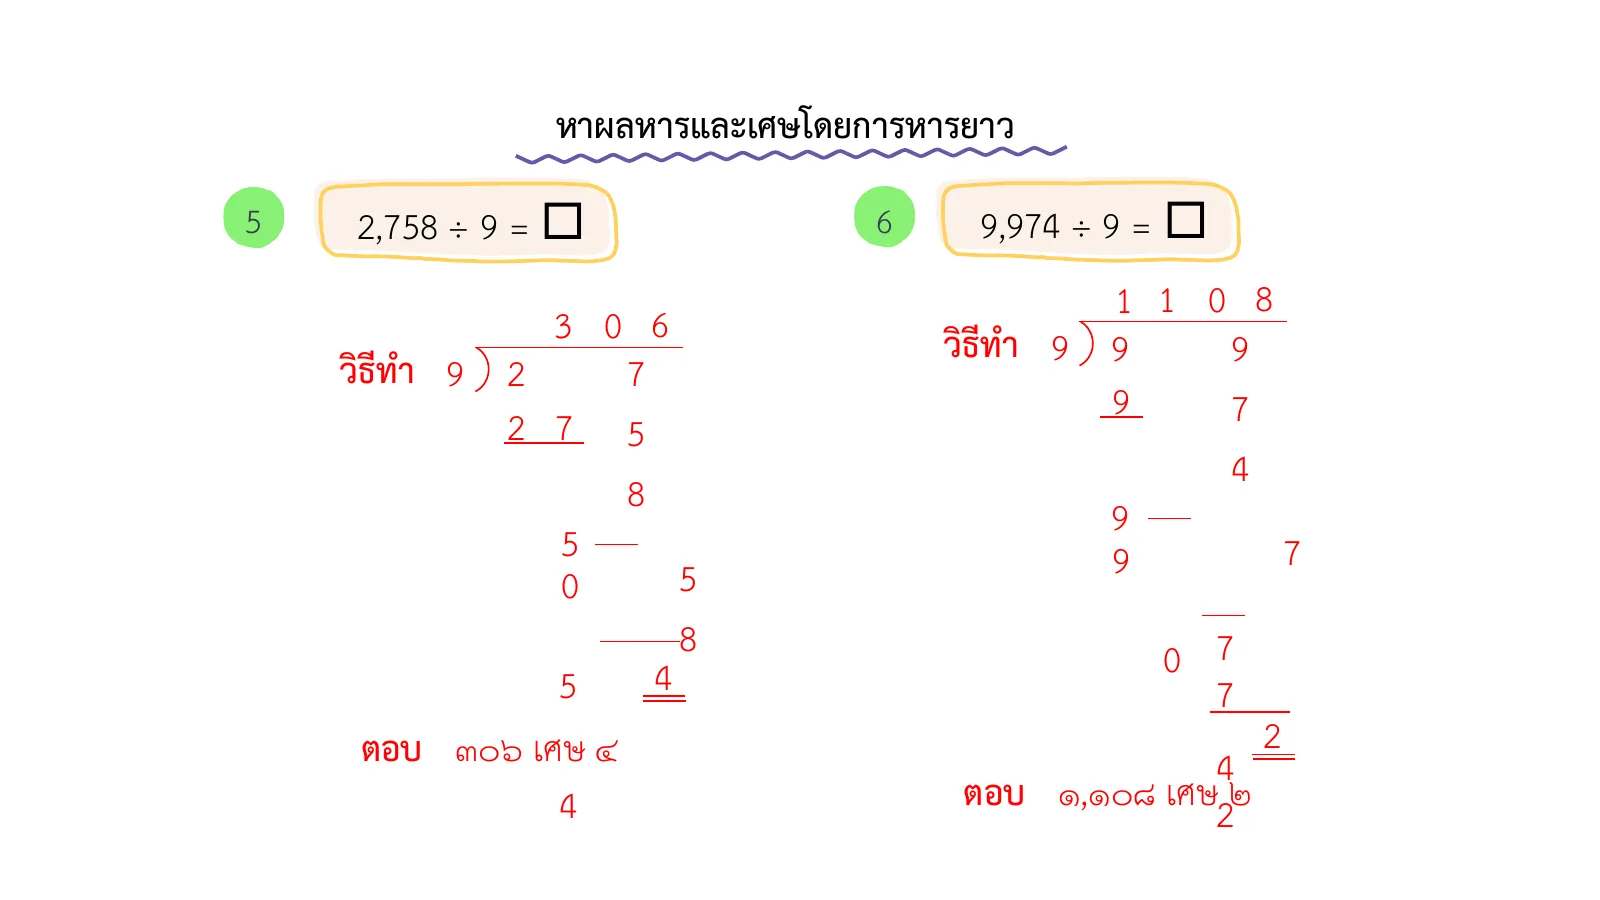 หาผลหารและเศษโดยการหารยาว
5
2,758 ÷ 9 = □
3 0 6
วิธีทำ 9 ) 2 7
2 7 5
8
5
0 5
8
5 4
ตอบ ๓๐๖ เศษ ๔
4
6
9,974 ÷ 9 = □
1 1 0 8
วิธีทำ 9 ) 9 9
9 7
4
9
9 7
0 7
7
2
4
ตอบ ๑,๑๐๘ เศษ ๒
2